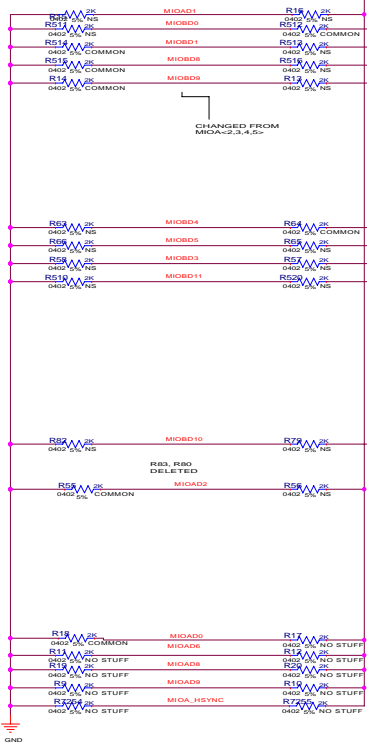 MIOAD1
2K R16 2K
0402 5% NS 5% NS
R511 2K MIOBD0 R512 2K
0402 5% NS 0402 5% COMMON
R514 2K MIOBD1 R513 2K
0402 5% COMMON 0402 5% NS
R515 2K MIOBD8 R516 2K
0402 5% COMMON 0402 5% NS
R14 2K MIOBD9 R13 2K
0402 5% COMMON 0402 5% NS
CHANGED FROM
MIOA<2,3,4,5>
R63 2K MIOBD4 R64 2K
0402 5% NS 0402 5% COMMON
R66 2K MIOBD5 R65 2K
0402 5% NS 0402 5% NS
R58 2K MIOBD3 R57 2K
0402 5% NS 0402 5% NS
R519 2K MIOBD11 R520 2K
0402 5% NS 0402 5% NS
R82 2K MIOBD10 R79 2K
0402 5% NS 0402 5% NS
R83, R80
DELETED
R55 2K MIOAD2 R56 2K
0402 5% COMMON 0402 5% NS
R18 2K MIOAD0 R17 2K
0402 5% COMMON 0402 5% NO STUFF
R11 2K MIOAD6 R12 2K
0402 5% NO STUFF 0402 5% NO STUFF
R19 2K MIOAD8 R20 2K
0402 5% NO STUFF 0402 5% NO STUFF
R9 2K MIOAD9 R10 2K
0402 5% NO STUFF 0402 5% NO STUFF
R7254 2K MIOA_HSYNC R7255 2K
0402 5% NO STUFF 0402 5% NO STUFF
GND